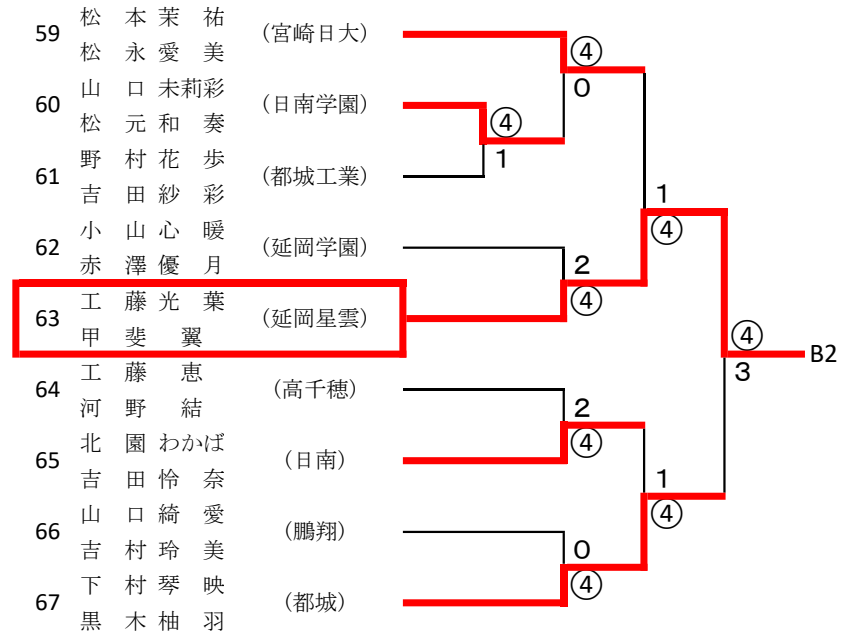 59 松本茉祐 (宮崎日大)
松永愛美
④
0
60 山口未莉彩 (日南学園)
松元和奏
④
1
61 野村花歩 (都城工業)
吉田紗彩
1
④
62 小山心暖 (延岡学園)
赤澤優月
2
④
63 工藤光葉 (延岡星雲)
甲斐翼
④
3
B2
64 工藤恵 (高千穂)
河野結
2
④
65 北園わかば (日南)
吉田怜奈
1
④
66 山口綺愛 (鵬翔)
吉村玲美
0
④
67 下村琴映 (都城)
黒木柚羽